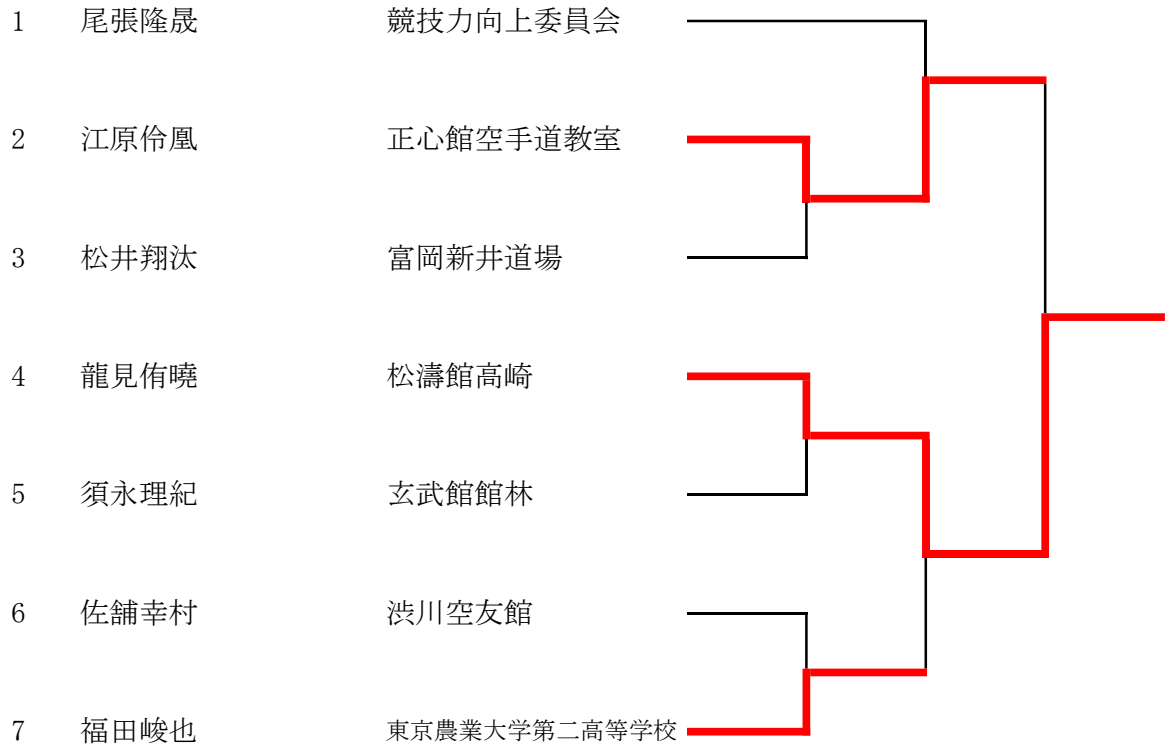 1 尾張隆晟 競技力向上委員会
2 江原伶凰 正心館空手道教室
3 松井翔汰 富岡新井道場
4 龍見侑曉 松濤館高崎
5 須永理紀 玄武館館林
6 佐舗幸村 渋川空友館
7 福田峻也 東京農業大学第二高等学校